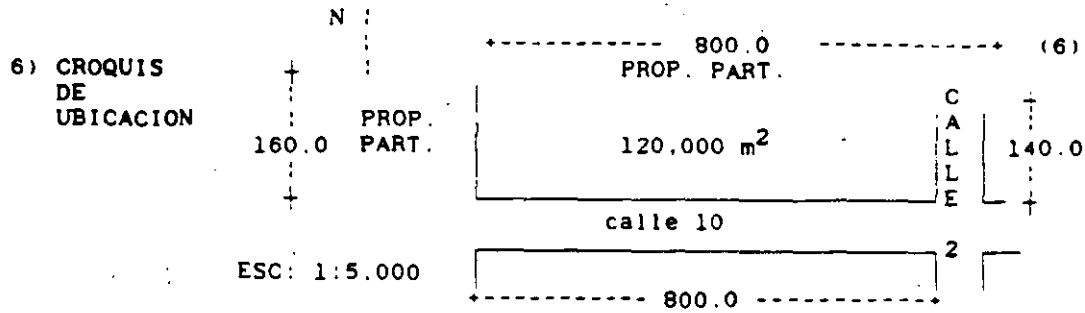 N
800.0 (6)
6) CROQUIS PROP. PART.
DE
UBICACION PROP.
160.0 PART. 120,000 m² 140.0
CALLE 2
calle 10
ESC: 1:5.000
800.0